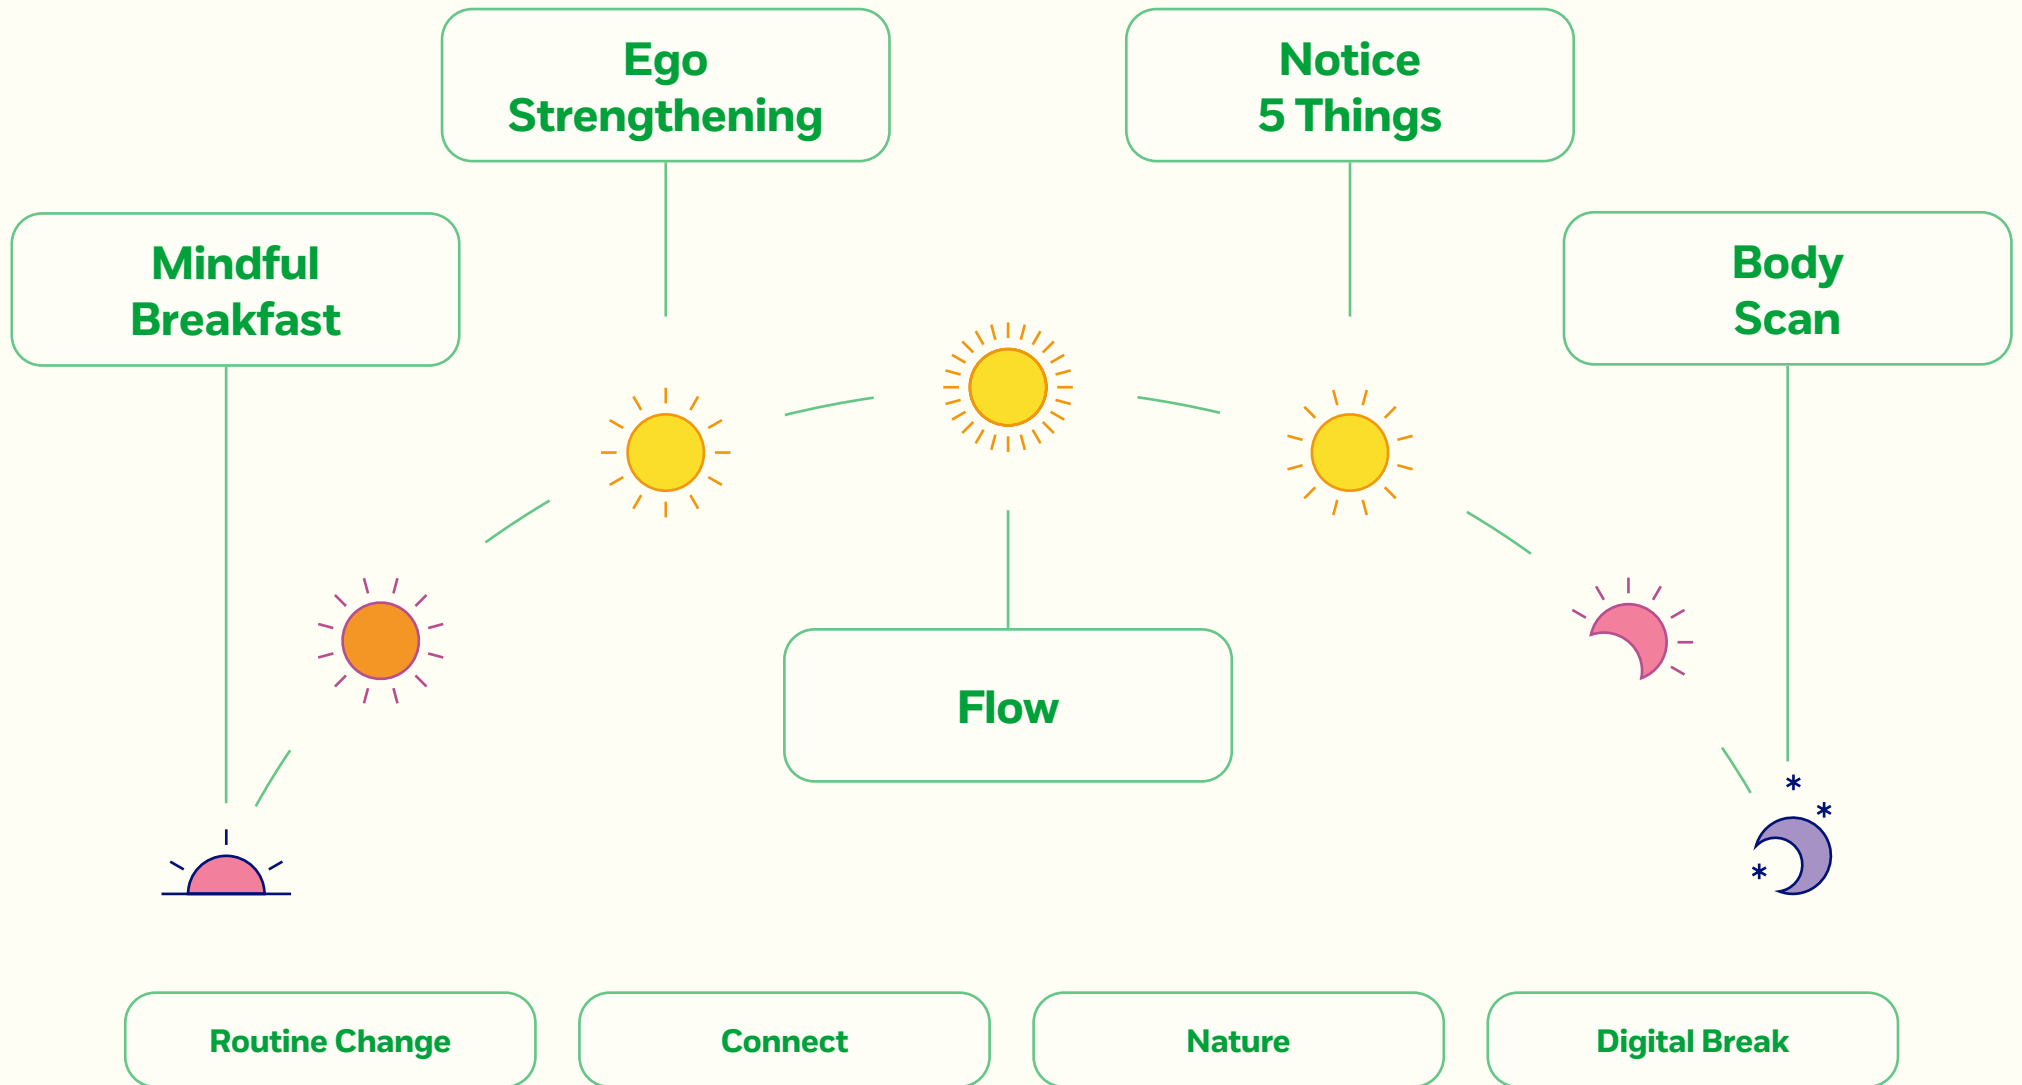 Ego
Strengthening
Notice
5 Things
Mindful
Breakfast
Body
Scan
Flow
Routine Change
Connect
Nature
Digital Break